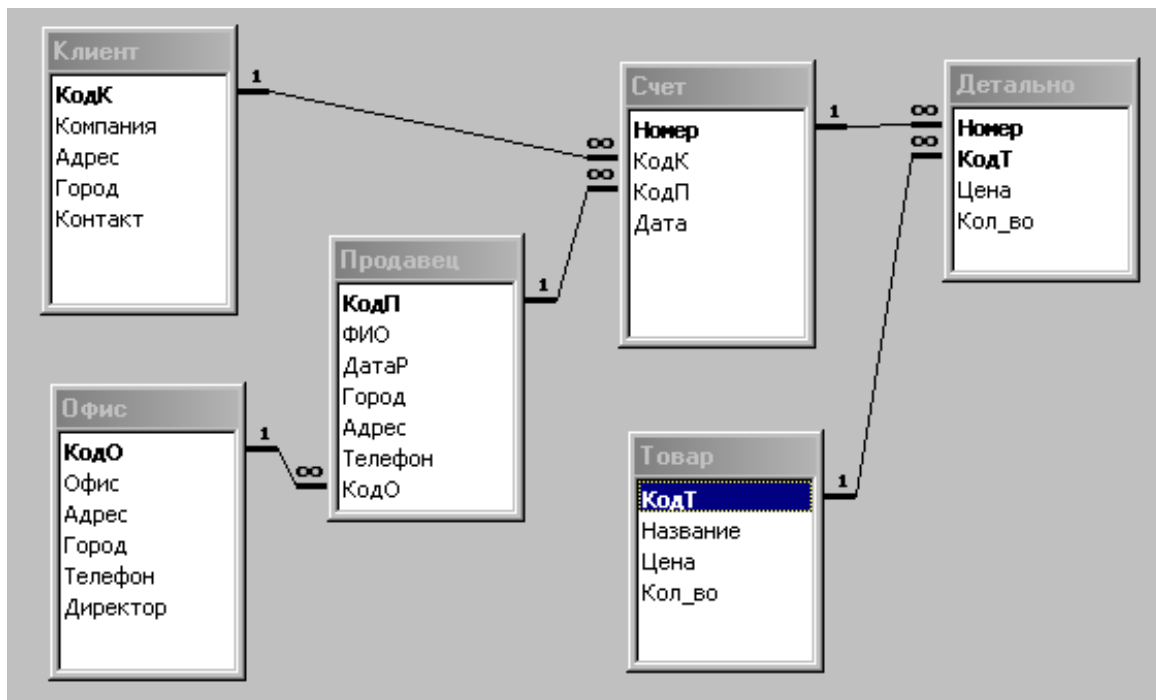 Клиент
КодК
Компания
Адрес
Город
Контакт
1
∞
∞
Счет
Номер
КодК
КодП
Дата
1
∞
∞
Детально
Номер
КодТ
Цена
Кол_во
Продавец
КодП
ФИО
ДатаР
Город
Адрес
Телефон
КодО
1
Офис
КодО
Офис
Адрес
Город
Телефон
Директор
1
∞
Товар
КодТ
Название
Цена
Кол_во
1